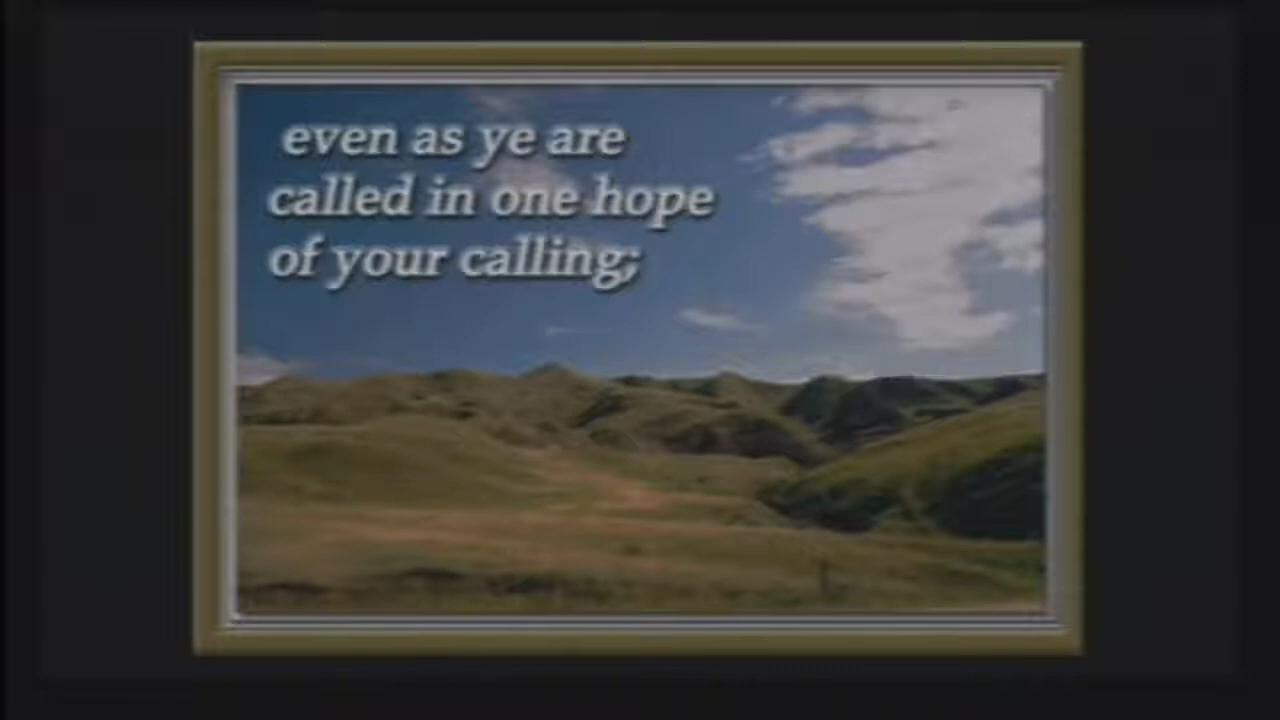 even as ye are
called in one hope
of your calling;